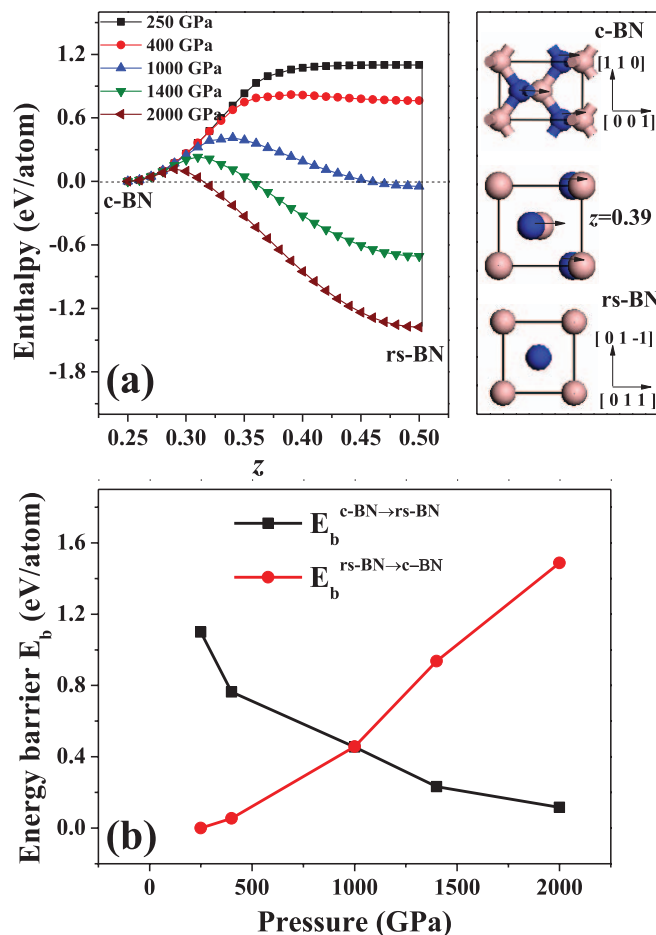 250 GPa
400 GPa
1000 GPa
1400 GPa
2000 GPa
1.2
0.6
0.0
-0.6
-1.2
-1.8
Enthalpy (eV/atom)
c-BN
rs-BN
(a)
0.25 0.30 0.35 0.40 0.45 0.50
z
c-BN
[1 1 0]
[0 0 1]
z=0.39
rs-BN
[0 1 -1]
[0 1 1]
E_b^c-BN→rs-BN
E_b^rs-BN→c-BN
1.6
1.2
0.8
0.4
0.0
Energy barrier E_b (eV/atom)
(b)
0 500 1000 1500 2000
Pressure (GPa)